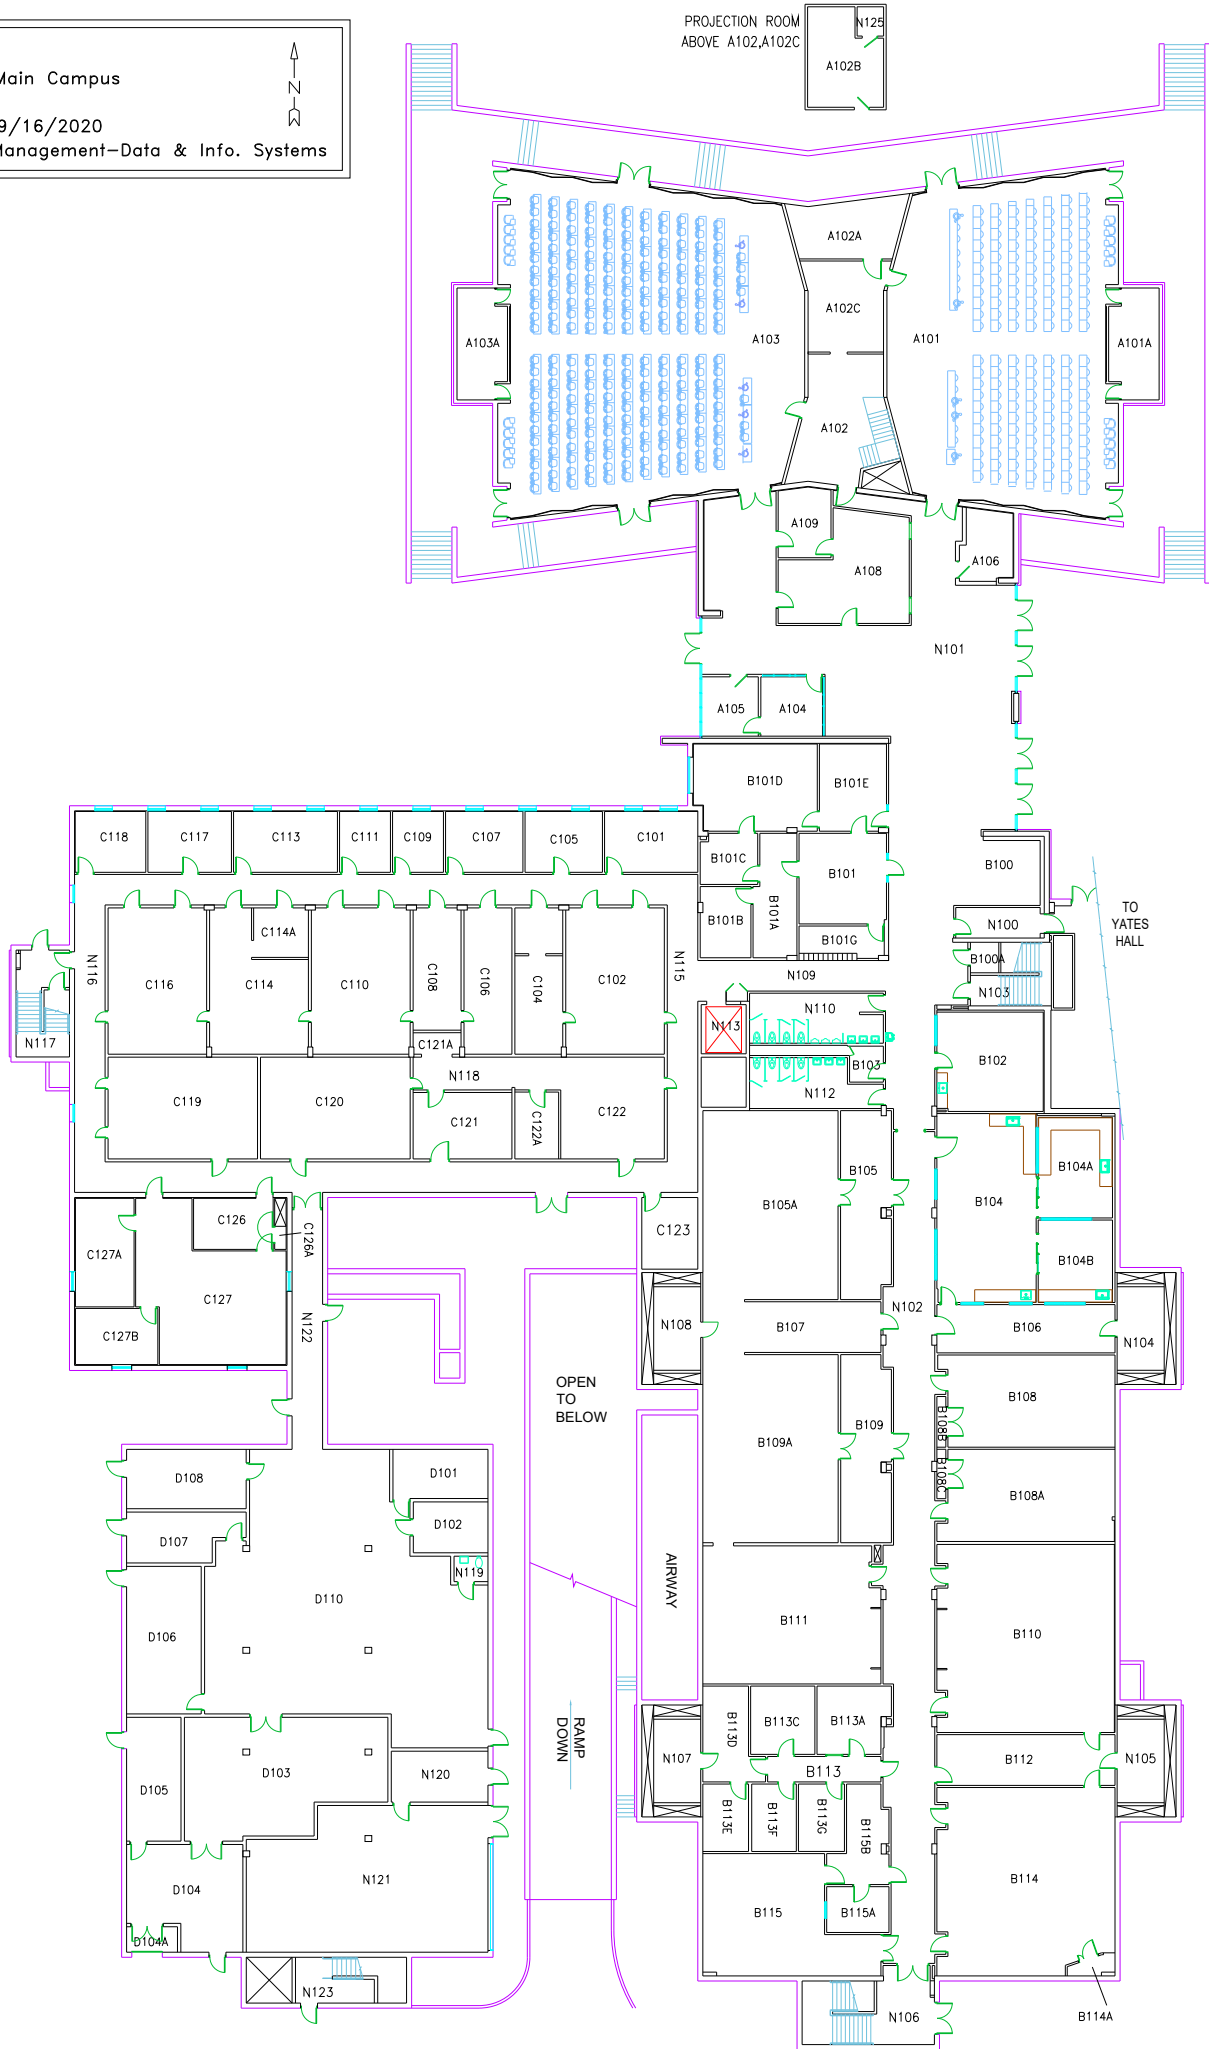 PROJECTION ROOM
ABOVE A102,A102C
N125
A102B
Main Campus
N
9/16/2020
Management-Data & Info. Systems
A102A
A102C
A103
A101
A103A
A101A
A102
A109
A108
A106
N101
A105
A104
B101D
B101E
C118
C117
C113
C111
C109
C107
C105
C101
B101C
B101
B100
B101B
B101A
B101G
TO
YATES
HALL
N100
B100A
N103
C114A
N116
C116
C114
C110
C108
C106
C104
C102
N115
N109
N117
N113
N110
B103
N112
B102
C121A
N118
C119
C120
C121
C122A
C122
B105A
B105
B104
B104A
B104B
C126
C126A
C127A
C127
C127B
C123
N122
N108
B107
N102
B106
N104
OPEN
TO
BELOW
B109A
B109
B108
B108B
B108C
B108A
D108
D101
D107
D102
N119
D110
D106
AIRWAY
B111
B110
RAMP
DOWN
B113D
B113C
B113A
N107
B113
B112
N105
D105
D103
N120
B113E
B113F
B113G
B115B
N121
D104
D104A
B115
B115A
B114
N123
N106
B114A